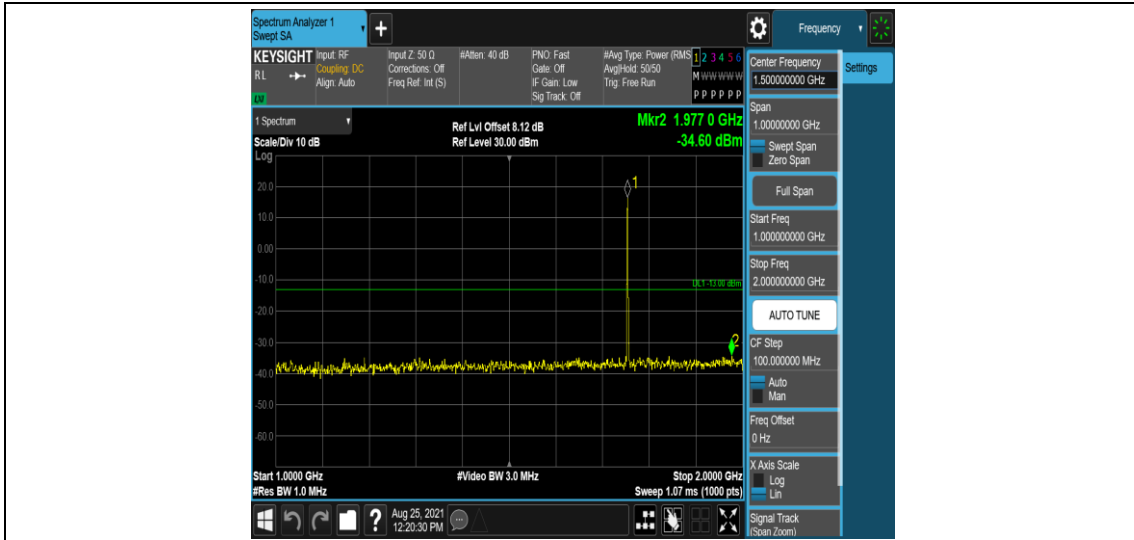 Spectrum Analyzer 1
Swept SA
Frequency
KEYSIGHT
RL
Input: RF
Coupling: DC
Align: Auto
Input Z: 50 Ω
Corrections: Off
Freq Ref: Int (S)
#Atten: 40 dB
PNO: Fast
Gate: Off
IF Gain: Low
Sig Track: Off
#Avg Type: Power (RMS
Avg|Hold: 50/50
Trig: Free Run
1 2 3 4 5 6
M W W W W W
P P P P P P
1 Spectrum
Scale/Div 10 dB
Log
Ref Lvl Offset 8.12 dB
Ref Level 30.00 dBm
Mkr2 1.977 0 GHz
-34.60 dBm
20.0
10.0
0.00
-10.0
-20.0
-30.0
-40.0
-50.0
-60.0
1
DL1 -13.00 dBm
2
Start 1.0000 GHz
#Res BW 1.0 MHz
#Video BW 3.0 MHz
Stop 2.0000 GHz
Sweep 1.07 ms (1000 pts)
Center Frequency
1.500000000 GHz
Span
1.00000000 GHz
Swept Span
Zero Span
Full Span
Start Freq
1.000000000 GHz
Stop Freq
2.000000000 GHz
AUTO TUNE
CF Step
100.000000 MHz
Auto
Man
Freq Offset
0 Hz
X Axis Scale
Log
Lin
Signal Track
(Span Zoom)
Settings
?
Aug 25, 2021
12:20:30 PM